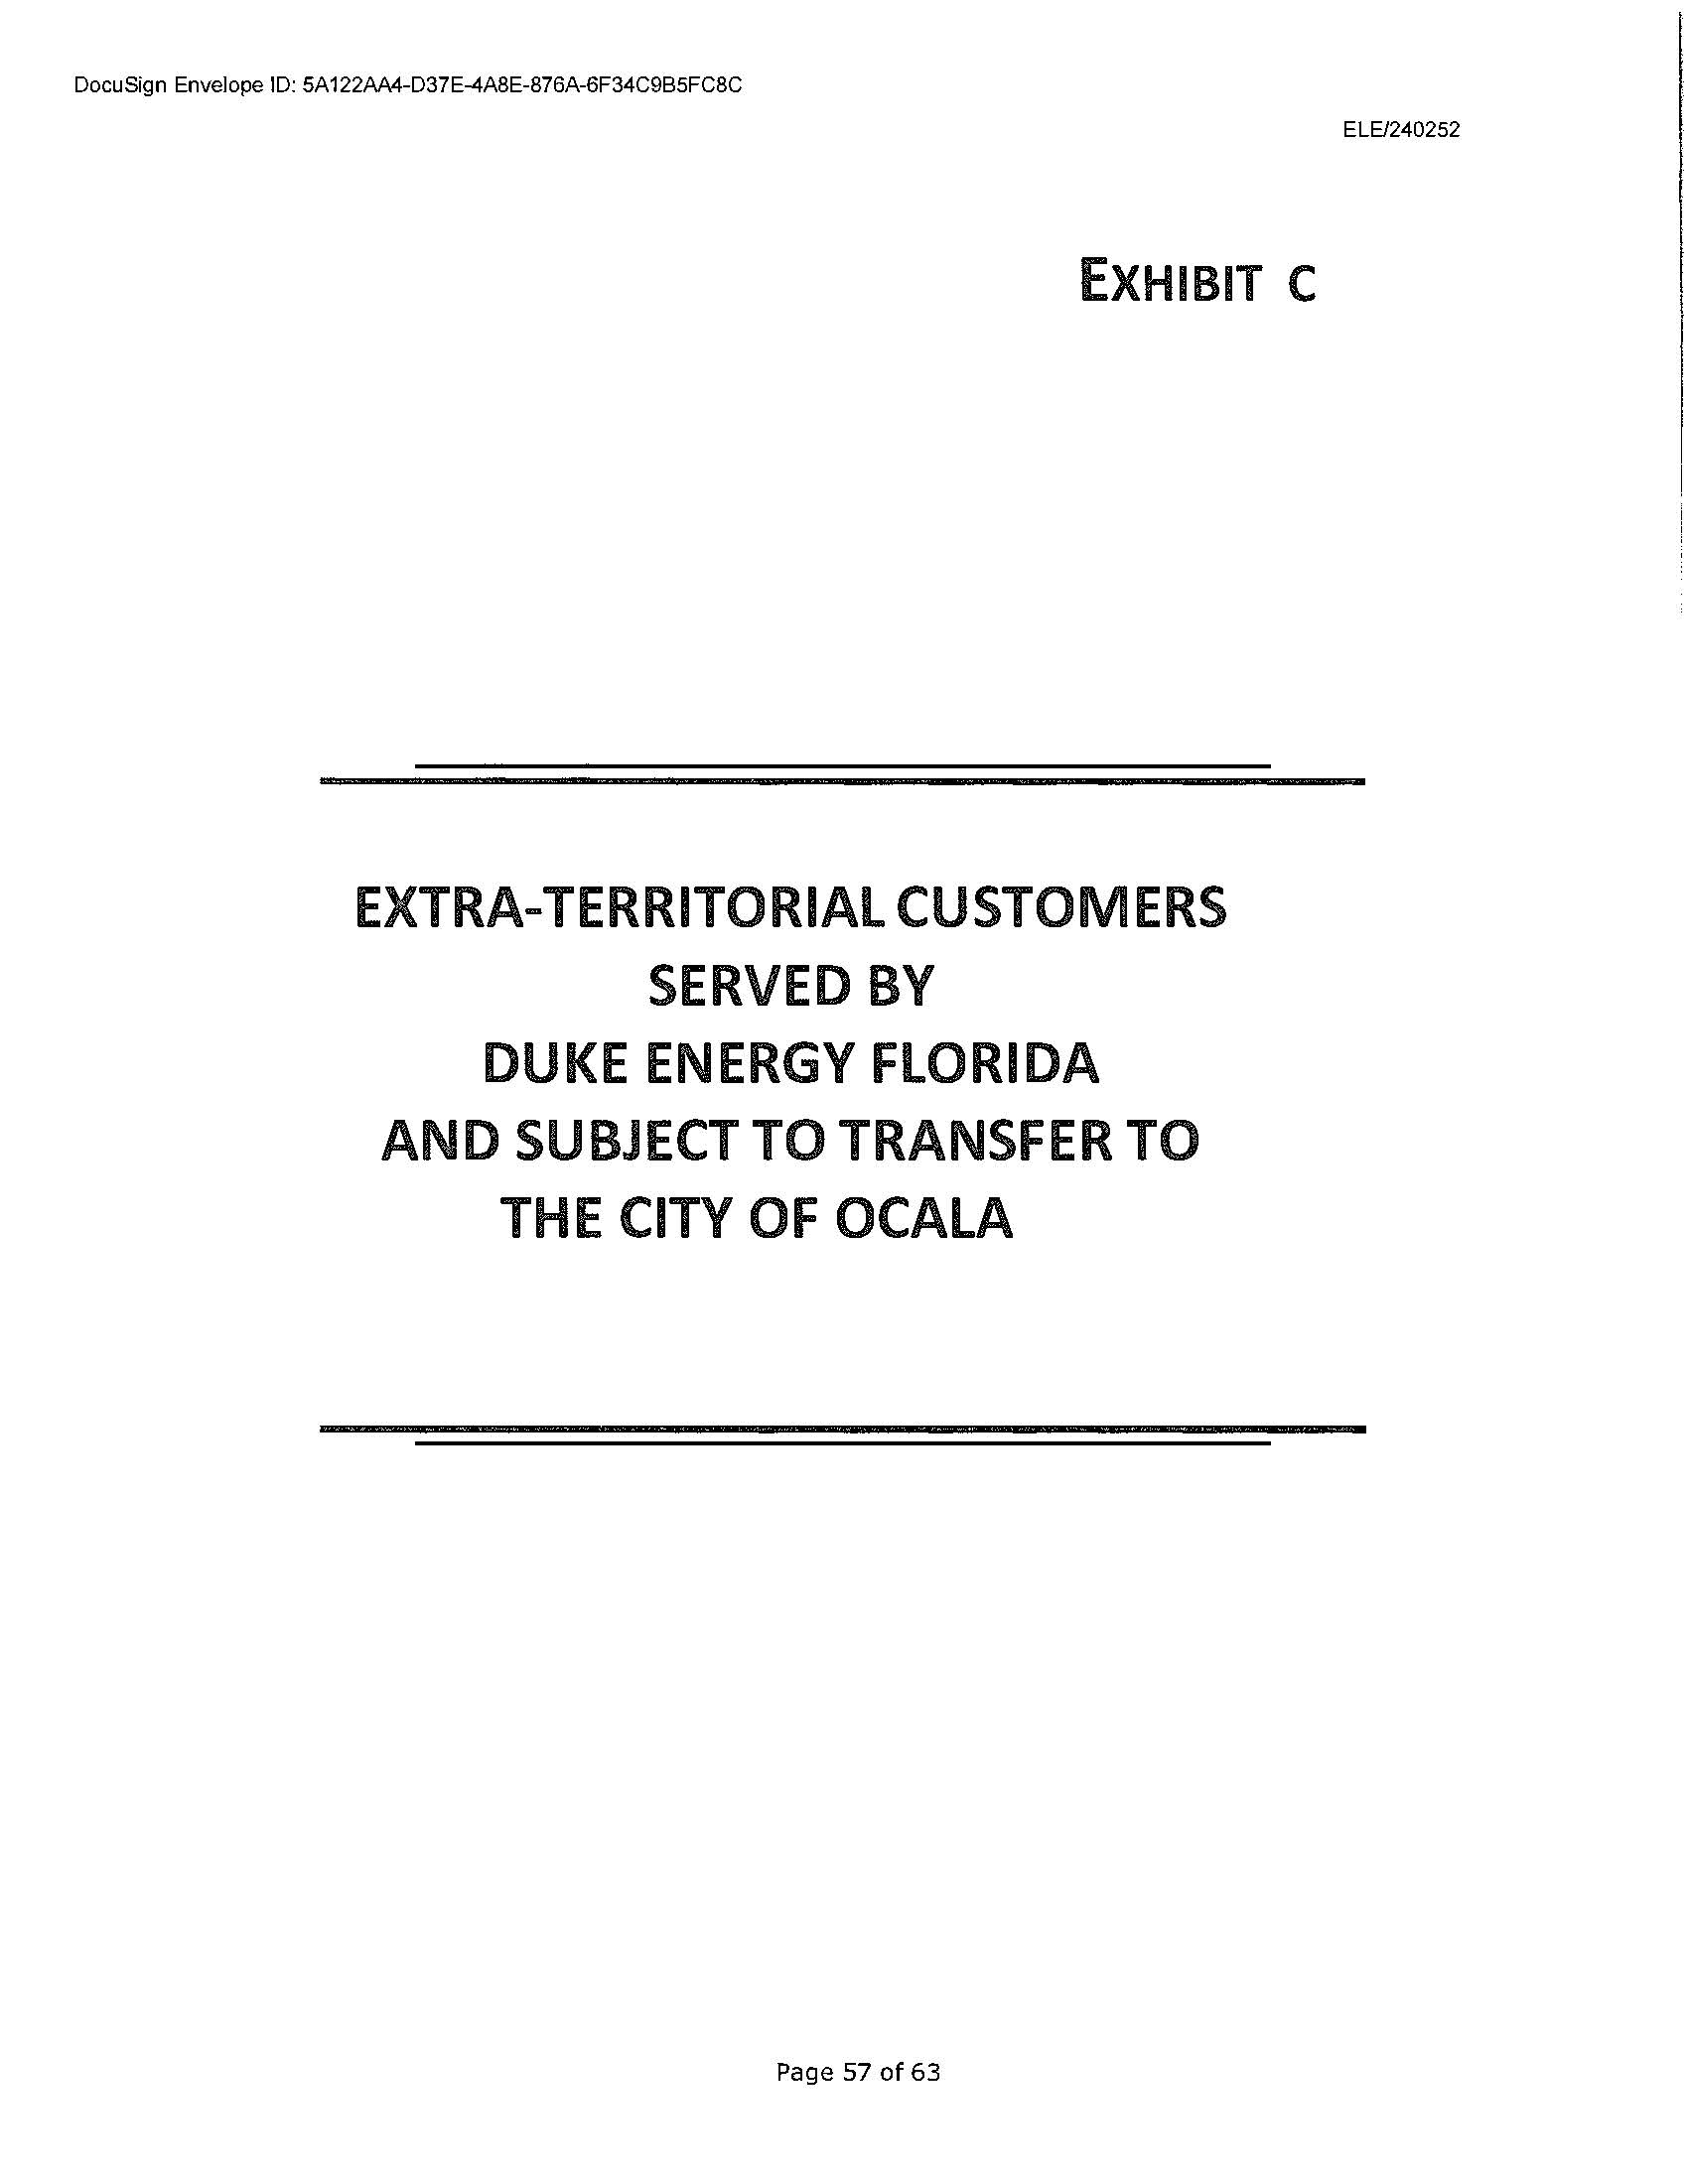 DocuSign Envelope ID: 5A122AA4-D37E-4A8E-876A-6F34C9B5FC8C
ELE/240252
EXHIBIT C
EXTRA-TERRITORIAL CUSTOMERS
SERVED BY
DUKE ENERGY FLORIDA
AND SUBJECT TO TRANSFER TO
THE CITY OF OCALA
Page 57 of 63